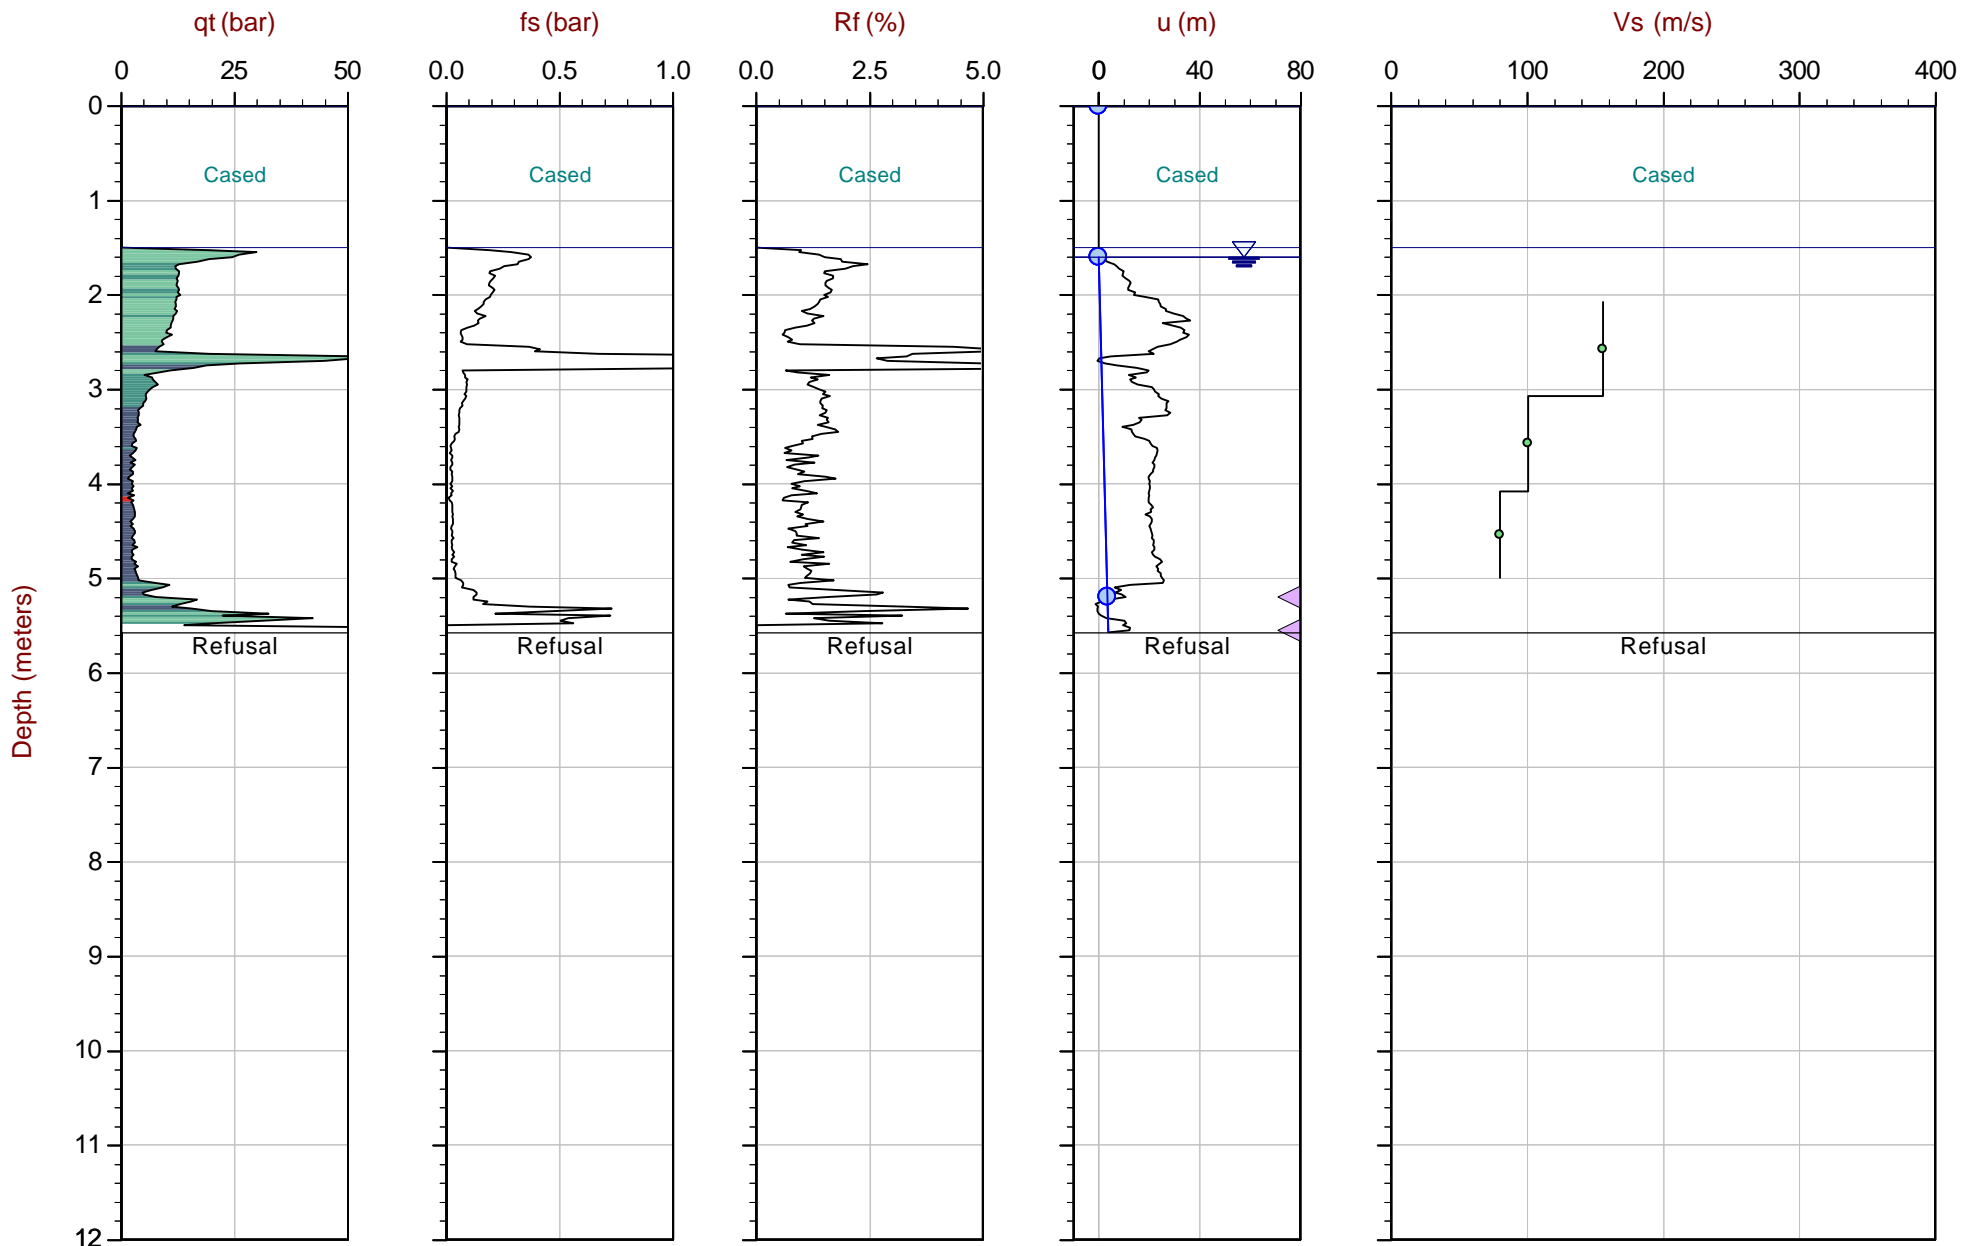 qt (bar) fs (bar) Rf (%) u (m) Vs (m/s)
0 25 50 0.0 0.5 1.0 0.0 2.5 5.0 0 40 80 0 100 200 300 400
0
Cased Cased Cased Cased Cased
1
2
3
4
5
Refusal Refusal Refusal Refusal Refusal
6
Depth (meters)
7
8
9
10
11
12